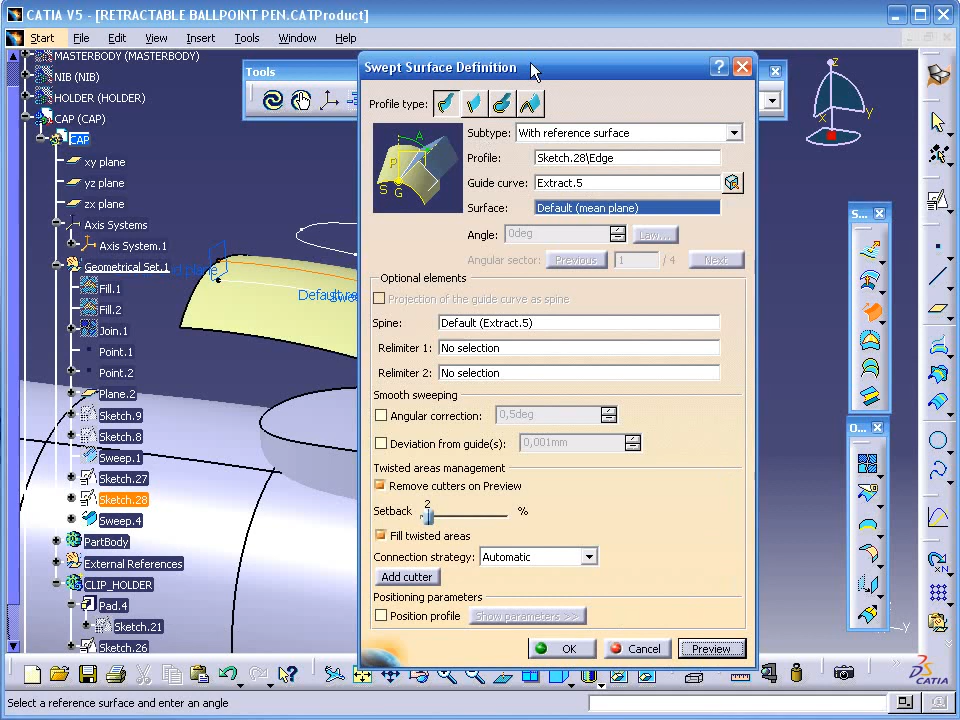 CATIA V5 - [RETRACTABLE BALLPOINT PEN.CATProduct]
Start File Edit View Insert Tools Window Help
MASTERBODY (MASTERBODY)
NIB (NIB)
HOLDER (HOLDER)
CAP (CAP)
CAP
xy plane
yz plane
zx plane
Axis Systems
Axis System.1
Geometrical Set.1
Fill.1
Fill.2
Join.1
Point.1
Point.2
Plane.2
Sketch.9
Sketch.8
Sweep.1
Sketch.27
Sketch.28
Sweep.4
PartBody
External References
CLIP_HOLDER
Pad.4
Sketch.21
Sketch.26
Tools
Swept Surface Definition
Profile type:
Subtype: With reference surface
Profile: Sketch.28\Edge
Guide curve: Extract.5
Surface: Default (mean plane)
Angle: 0deg Law...
Angular sector: Previous 1 / 4 Next
Optional elements
Projection of the guide curve as spine
Spine: Default (Extract.5)
Relimiter 1: No selection
Relimiter 2: No selection
Smooth sweeping
Angular correction: 0,5deg
Deviation from guide(s): 0,001mm
Twisted areas management
Remove cutters on Preview
2
Setback %
Fill twisted areas
Connection strategy: Automatic
Add cutter
Positioning parameters
Position profile Show parameters >>
OK Cancel Preview
A
P
S G
z
y
x
S...
O...
Y
CATIA
Select a reference surface and enter an angle